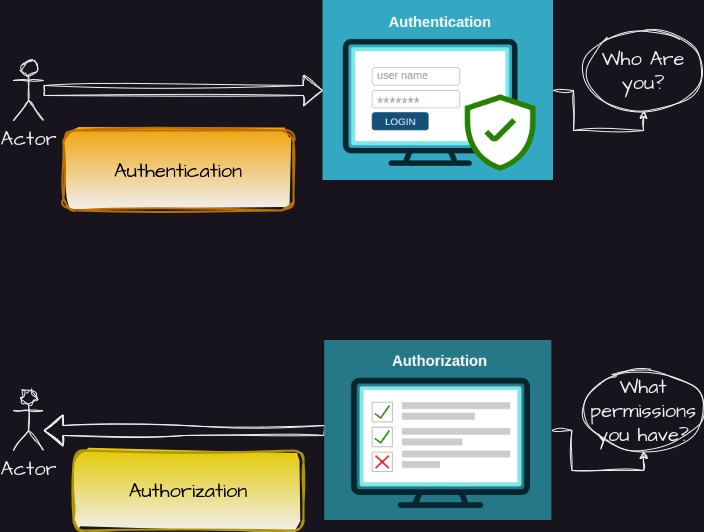 Authentication
user name
*******
LOGIN
Who Are
you?
Actor
Authentication
Authorization
What
permissions
you have?
Actor
Authorization